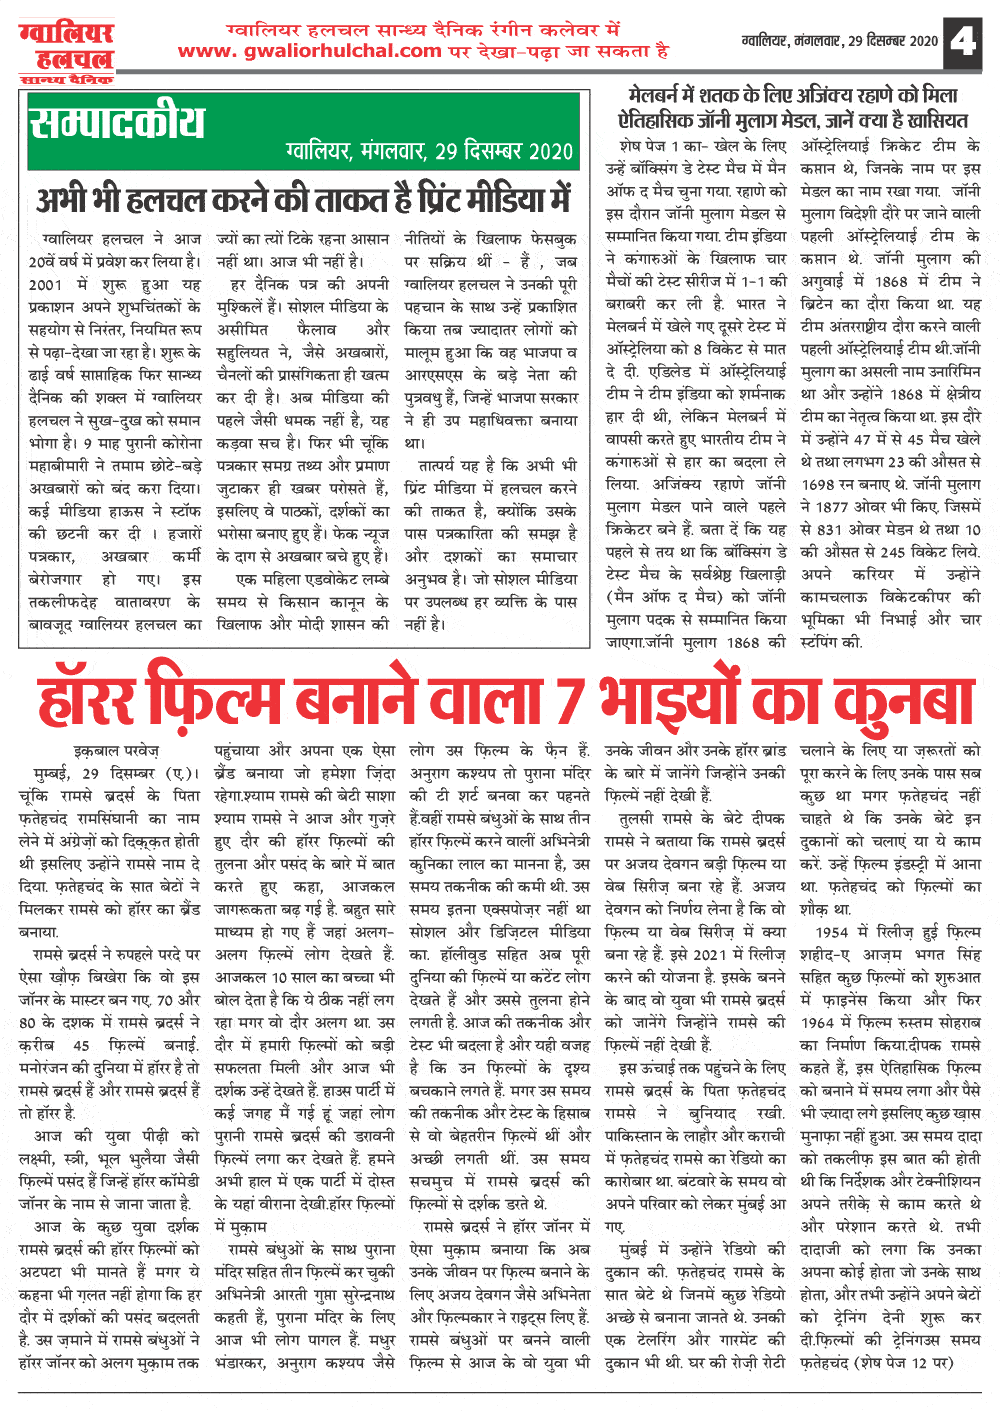 ग्वालियर
हलचल
सान्ध्य दैनिक
ग्वालियर हलचल सान्ध्य दैनिक रंगीन कलेवर में
www. gwaliorhulchal.com पर देखा-पढ़ा जा सकता है
ग्वालियर, मंगलवार, 29 दिसम्बर 2020
4
सम्पादकीय
ग्वालियर, मंगलवार, 29 दिसम्बर 2020
अभी भी हलचल करने की ताकत है प्रिंट मीडिया में
ग्वालियर हलचल ने आज
20वें वर्ष में प्रवेश कर लिया है।
2001 में शुरू हुआ यह
प्रकाशन अपने शुभचिंतकों के
सहयोग से निरंतर, नियमित रूप
से पढ़ा-देखा जा रहा है। शुरू के
ढाई वर्ष साप्ताहिक फिर सान्ध्य
दैनिक की शक्ल में ग्वालियर
हलचल ने सुख-दुख को समान
भोगा है। 9 माह पुरानी कोरोना
महाबीमारी ने तमाम छोटे-बड़े
अखबारों को बंद करा दिया।
कई मीडिया हाऊस ने स्टॉफ
की छटनी कर दी । हजारों
पत्रकार, अखबार कर्मी
बेरोजगार हो गए। इस
तकलीफदेह वातावरण के
बावजूद ग्वालियर हलचल का
ज्यों का त्यों टिके रहना आसान
नहीं था। आज भी नहीं है।
हर दैनिक पत्र की अपनी
मुश्किलें हैं। सोशल मीडिया के
असीमित फैलाव और
सहुलियत ने, जैसे अखबारों,
चैनलों की प्रासंगिकता ही खत्म
कर दी है। अब मीडिया की
पहले जैसी धमक नहीं है, यह
कड़वा सच है। फिर भी चूंकि
पत्रकार समग्र तथ्य और प्रमाण
जुटाकर ही खबर परोसते हैं,
इसलिए वे पाठकों, दर्शकों का
भरोसा बनाए हुए हैं। फेक न्यूज
के दाग से अखबार बचे हुए हैं।
एक महिला एडवोकेट लम्बे
समय से किसान कानून के
खिलाफ और मोदी शासन की
नीतियों के खिलाफ फेसबुक
पर सक्रिय थीं - हैं , जब
ग्वालियर हलचल ने उनकी पूरी
पहचान के साथ उन्हें प्रकाशित
किया तब ज्यादातर लोगों को
मालूम हुआ कि वह भाजपा व
आरएसएस के बड़े नेता की
पुत्रवधु हैं, जिन्हें भाजपा सरकार
ने ही उप महाधिवक्ता बनाया
था।
तात्पर्य यह है कि अभी भी
प्रिंट मीडिया में हलचल करने
की ताकत है, क्योंकि उसके
पास पत्रकारिता की समझ है
और दशकों का समाचार
अनुभव है। जो सोशल मीडिया
पर उपलब्ध हर व्यक्ति के पास
नहीं है।
मेलबर्न में शतक के लिए अजिंक्य रहाणे को मिला
ऐतिहासिक जॉनी मुलाग मेडल, जानें क्या है खासियत
शेष पेज 1 का- खेल के लिए
उन्हें बॉक्सिंग डे टेस्ट मैच में मैन
ऑफ द मैच चुना गया. रहाणे को
इस दौरान जॉनी मुलाग मेडल से
सम्मानित किया गया. टीम इंडिया
ने कंगारुओं के खिलाफ चार
मैचों की टेस्ट सीरीज में 1-1 की
बराबरी कर ली है. भारत ने
मेलबर्न में खेले गए दूसरे टेस्ट में
ऑस्ट्रेलिया को 8 विकेट से मात
दे दी. एडिलेड में ऑस्ट्रेलियाई
टीम ने टीम इंडिया को शर्मनाक
हार दी थी, लेकिन मेलबर्न में
वापसी करते हुए भारतीय टीम ने
कंगारुओं से हार का बदला ले
लिया. अजिंक्य रहाणे जॉनी
मुलाग मेडल पाने वाले पहले
क्रिकेटर बने हैं. बता दें कि यह
पहले से तय था कि बॉक्सिंग डे
टेस्ट मैच के सर्वश्रेष्ठ खिलाड़ी
(मैन ऑफ द मैच) को जॉनी
मुलाग पदक से सम्मानित किया
जाएगा.जॉनी मुलाग 1868 की
ऑस्ट्रेलियाई क्रिकेट टीम के
कप्तान थे, जिनके नाम पर इस
मेडल का नाम रखा गया. जॉनी
मुलाग विदेशी दौरे पर जाने वाली
पहली ऑस्ट्रेलियाई टीम के
कप्तान थे. जॉनी मुलाग की
अगुवाई में 1868 में टीम ने
ब्रिटेन का दौरा किया था. यह
टीम अंतरराष्ट्रीय दौरा करने वाली
पहली ऑस्ट्रेलियाई टीम थी.जॉनी
मुलाग का असली नाम उनारिमिन
था और उन्होंने 1868 में क्षेत्रीय
टीम का नेतृत्व किया था. इस दौरे
में उन्होंने 47 में से 45 मैच खेले
थे तथा लगभग 23 की औसत से
1698 रन बनाए थे. जॉनी मुलाग
ने 1877 ओवर भी किए, जिसमें
से 831 ओवर मेडन थे तथा 10
की औसत से 245 विकेट लिये.
अपने करियर में उन्होंने
कामचलाऊ विकेटकीपर की
भूमिका भी निभाई और चार
स्टंपिंग की.
हॉरर फ़िल्म बनाने वाला 7 भाइयों का कुनबा
इक़बाल परवेज़
मुम्बई, 29 दिसम्बर (ए.)।
चूंकि रामसे ब्रदर्स के पिता
फ़तेहचंद रामसिंघानी का नाम
लेने में अंग्रेज़ों को दिक़्क़त होती
थी इसलिए उन्होंने रामसे नाम दे
दिया. फ़तेहचंद के सात बेटों ने
मिलकर रामसे को हॉरर का ब्रैंड
बनाया.
रामसे ब्रदर्स ने रुपहले परदे पर
ऐसा खौ़फ़ बिखेरा कि वो इस
जॉनर के मास्टर बन गए. 70 और
80 के दशक में रामसे ब्रदर्स ने
क़रीब 45 फ़िल्में बनाईं.
मनोरंजन की दुनिया में हॉरर है तो
रामसे ब्रदर्स हैं और रामसे ब्रदर्स हैं
तो हॉरर है.
आज की युवा पीढ़ी को
लक्ष्मी, स्त्री, भूल भुलैया जैसी
फ़िल्में पसंद हैं जिन्हें हॉरर कॉमेडी
जॉनर के नाम से जाना जाता है.
आज के कुछ युवा दर्शक
रामसे ब्रदर्स की हॉरर फ़िल्मों को
अटपटा भी मानते हैं मगर ये
कहना भी ग़लत नहीं होगा कि हर
दौर में दर्शकों की पसंद बदलती
है. उस ज़माने में रामसे बंधुओं ने
हॉरर जॉनर को अलग मुक़ाम तक
पहुंचाया और अपना एक ऐसा
ब्रैंड बनाया जो हमेशा ज़िंदा
रहेगा.श्याम रामसे की बेटी साशा
श्याम रामसे ने आज और गुज़रे
हुए दौर की हॉरर फ़िल्मों की
तुलना और पसंद के बारे में बात
करते हुए कहा, आजकल
जागरूकता बढ़ गई है. बहुत सारे
माध्यम हो गए हैं जहां अलग-
अलग फ़िल्में लोग देखते हैं.
आजकल 10 साल का बच्चा भी
बोल देता है कि ये ठीक नहीं लग
रहा मगर वो दौर अलग था. उस
दौर में हमारी फ़िल्मों को बड़ी
सफलता मिली और आज भी
दर्शक उन्हें देखते हैं. हाउस पार्टी में
कई जगह मैं गई हूं जहां लोग
पुरानी रामसे ब्रदर्स की डरावनी
फ़िल्में लगा कर देखते हैं. हमने
अभी हाल में एक पार्टी में दोस्त
के यहां वीराना देखी.हॉरर फ़िल्मों
में मुक़ाम
रामसे बंधुओं के साथ पुराना
मंदिर सहित तीन फ़िल्में कर चुकी
अभिनेत्री आरती गुप्ता सुरेन्द्रनाथ
कहती हैं, पुराना मंदिर के लिए
आज भी लोग पागल हैं. मधुर
भंडारकर, अनुराग कश्यप जैसे
लोग उस फ़िल्म के फै़न हैं.
अनुराग कश्यप तो पुराना मंदिर
की टी शर्ट बनवा कर पहनते
हैं.वहीं रामसे बंधुओं के साथ तीन
हॉरर फ़िल्में करने वालीं अभिनेत्री
कुनिका लाल का मानना है, उस
समय तकनीक की कमी थी. उस
समय इतना एक्सपोज़र नहीं था
सोशल और डिज़िटल मीडिया
का. हॉलीवुड सहित अब पूरी
दुनिया की फ़िल्में या कंटेंट लोग
देखते हैं और उससे तुलना होने
लगती है. आज की तकनीक और
टेस्ट भी बदला है और यही वजह
है कि उन फ़िल्मों के दृश्य
बचकाने लगते हैं. मगर उस समय
की तकनीक और टेस्ट के हिसाब
से वो बेहतरीन फ़िल्में थीं और
अच्छी लगती थीं. उस समय
सचमुच में रामसे ब्रदर्स की
फ़िल्मों से दर्शक डरते थे.
रामसे ब्रदर्स ने हॉरर जॉनर में
ऐसा मुक़ाम बनाया कि अब
उनके जीवन पर फ़िल्म बनाने के
लिए अजय देवगन जैसे अभिनेता
और फ़िल्मकार ने राइट्स लिए हैं.
रामसे बंधुओं पर बनने वाली
फ़िल्म से आज के वो युवा भी
उनके जीवन और उनके हॉरर ब्रांड
के बारे में जानेंगे जिन्होंने उनकी
फ़िल्में नहीं देखी हैं.
तुलसी रामसे के बेटे दीपक
रामसे ने बताया कि रामसे ब्रदर्स
पर अजय देवगन बड़ी फ़िल्म या
वेब सिरीज़ बना रहे हैं. अजय
देवगन को निर्णय लेना है कि वो
फ़िल्म या वेब सिरीज़ में क्या
बना रहे हैं. इसे 2021 में रिलीज़
करने की योजना है. इसके बनने
के बाद वो युवा भी रामसे ब्रदर्स
को जानेंगे जिन्होंने रामसे की
फ़िल्में नहीं देखी हैं.
इस ऊंचाई तक पहुंचने के लिए
रामसे ब्रदर्स के पिता फ़तेहचंद
रामसे ने बुनियाद रखी.
पाकिस्तान के लाहौर और कराची
में फ़तेहचंद रामसे का रेडियो का
कारोबार था. बंटवारे के समय वो
अपने परिवार को लेकर मुंबई आ
गए.
मुंबई में उन्होंने रेडियो की
दुकान की. फ़तेहचंद रामसे के
सात बेटे थे जिनमें कुछ रेडियो
अच्छे से बनाना जानते थे. उनकी
एक टेलरिंग और गारमेंट की
दुकान भी थी. घर की रोज़ी रोटी
चलाने के लिए या ज़रूरतों को
पूरा करने के लिए उनके पास सब
कुछ था मगर फ़तेहचंद नहीं
चाहते थे कि उनके बेटे इन
दुकानों को चलाएं या ये काम
करें. उन्हें फ़िल्म इंडस्ट्री में आना
था. फ़तेहचंद को फ़िल्मों का
शौक़ था.
1954 में रिलीज़ हुई फ़िल्म
शहीद-ए आज़म भगत सिंह
सहित कुछ फ़िल्मों को शुरुआत
में फ़ाइनेंस किया और फिर
1964 में फ़िल्म रुस्तम सोहराब
का निर्माण किया.दीपक रामसे
कहते हैं, इस ऐतिहासिक फ़िल्म
को बनाने में समय लगा और पैसे
भी ज्यादा लगे इसलिए कुछ ख़ास
मुनाफ़ा नहीं हुआ. उस समय दादा
को तकलीफ़ इस बात की होती
थी कि निर्देशक और टेक्नीशियन
अपने तरीक़े से काम करते थे
और परेशान करते थे. तभी
दादाजी को लगा कि उनका
अपना कोई होता जो उनके साथ
होता, और तभी उन्होंने अपने बेटों
को ट्रेनिंग देनी शुरू कर
दी.फ़िल्मों की ट्रेनिंगउस समय
फ़तेहचंद (शेष पेज 12 पर)